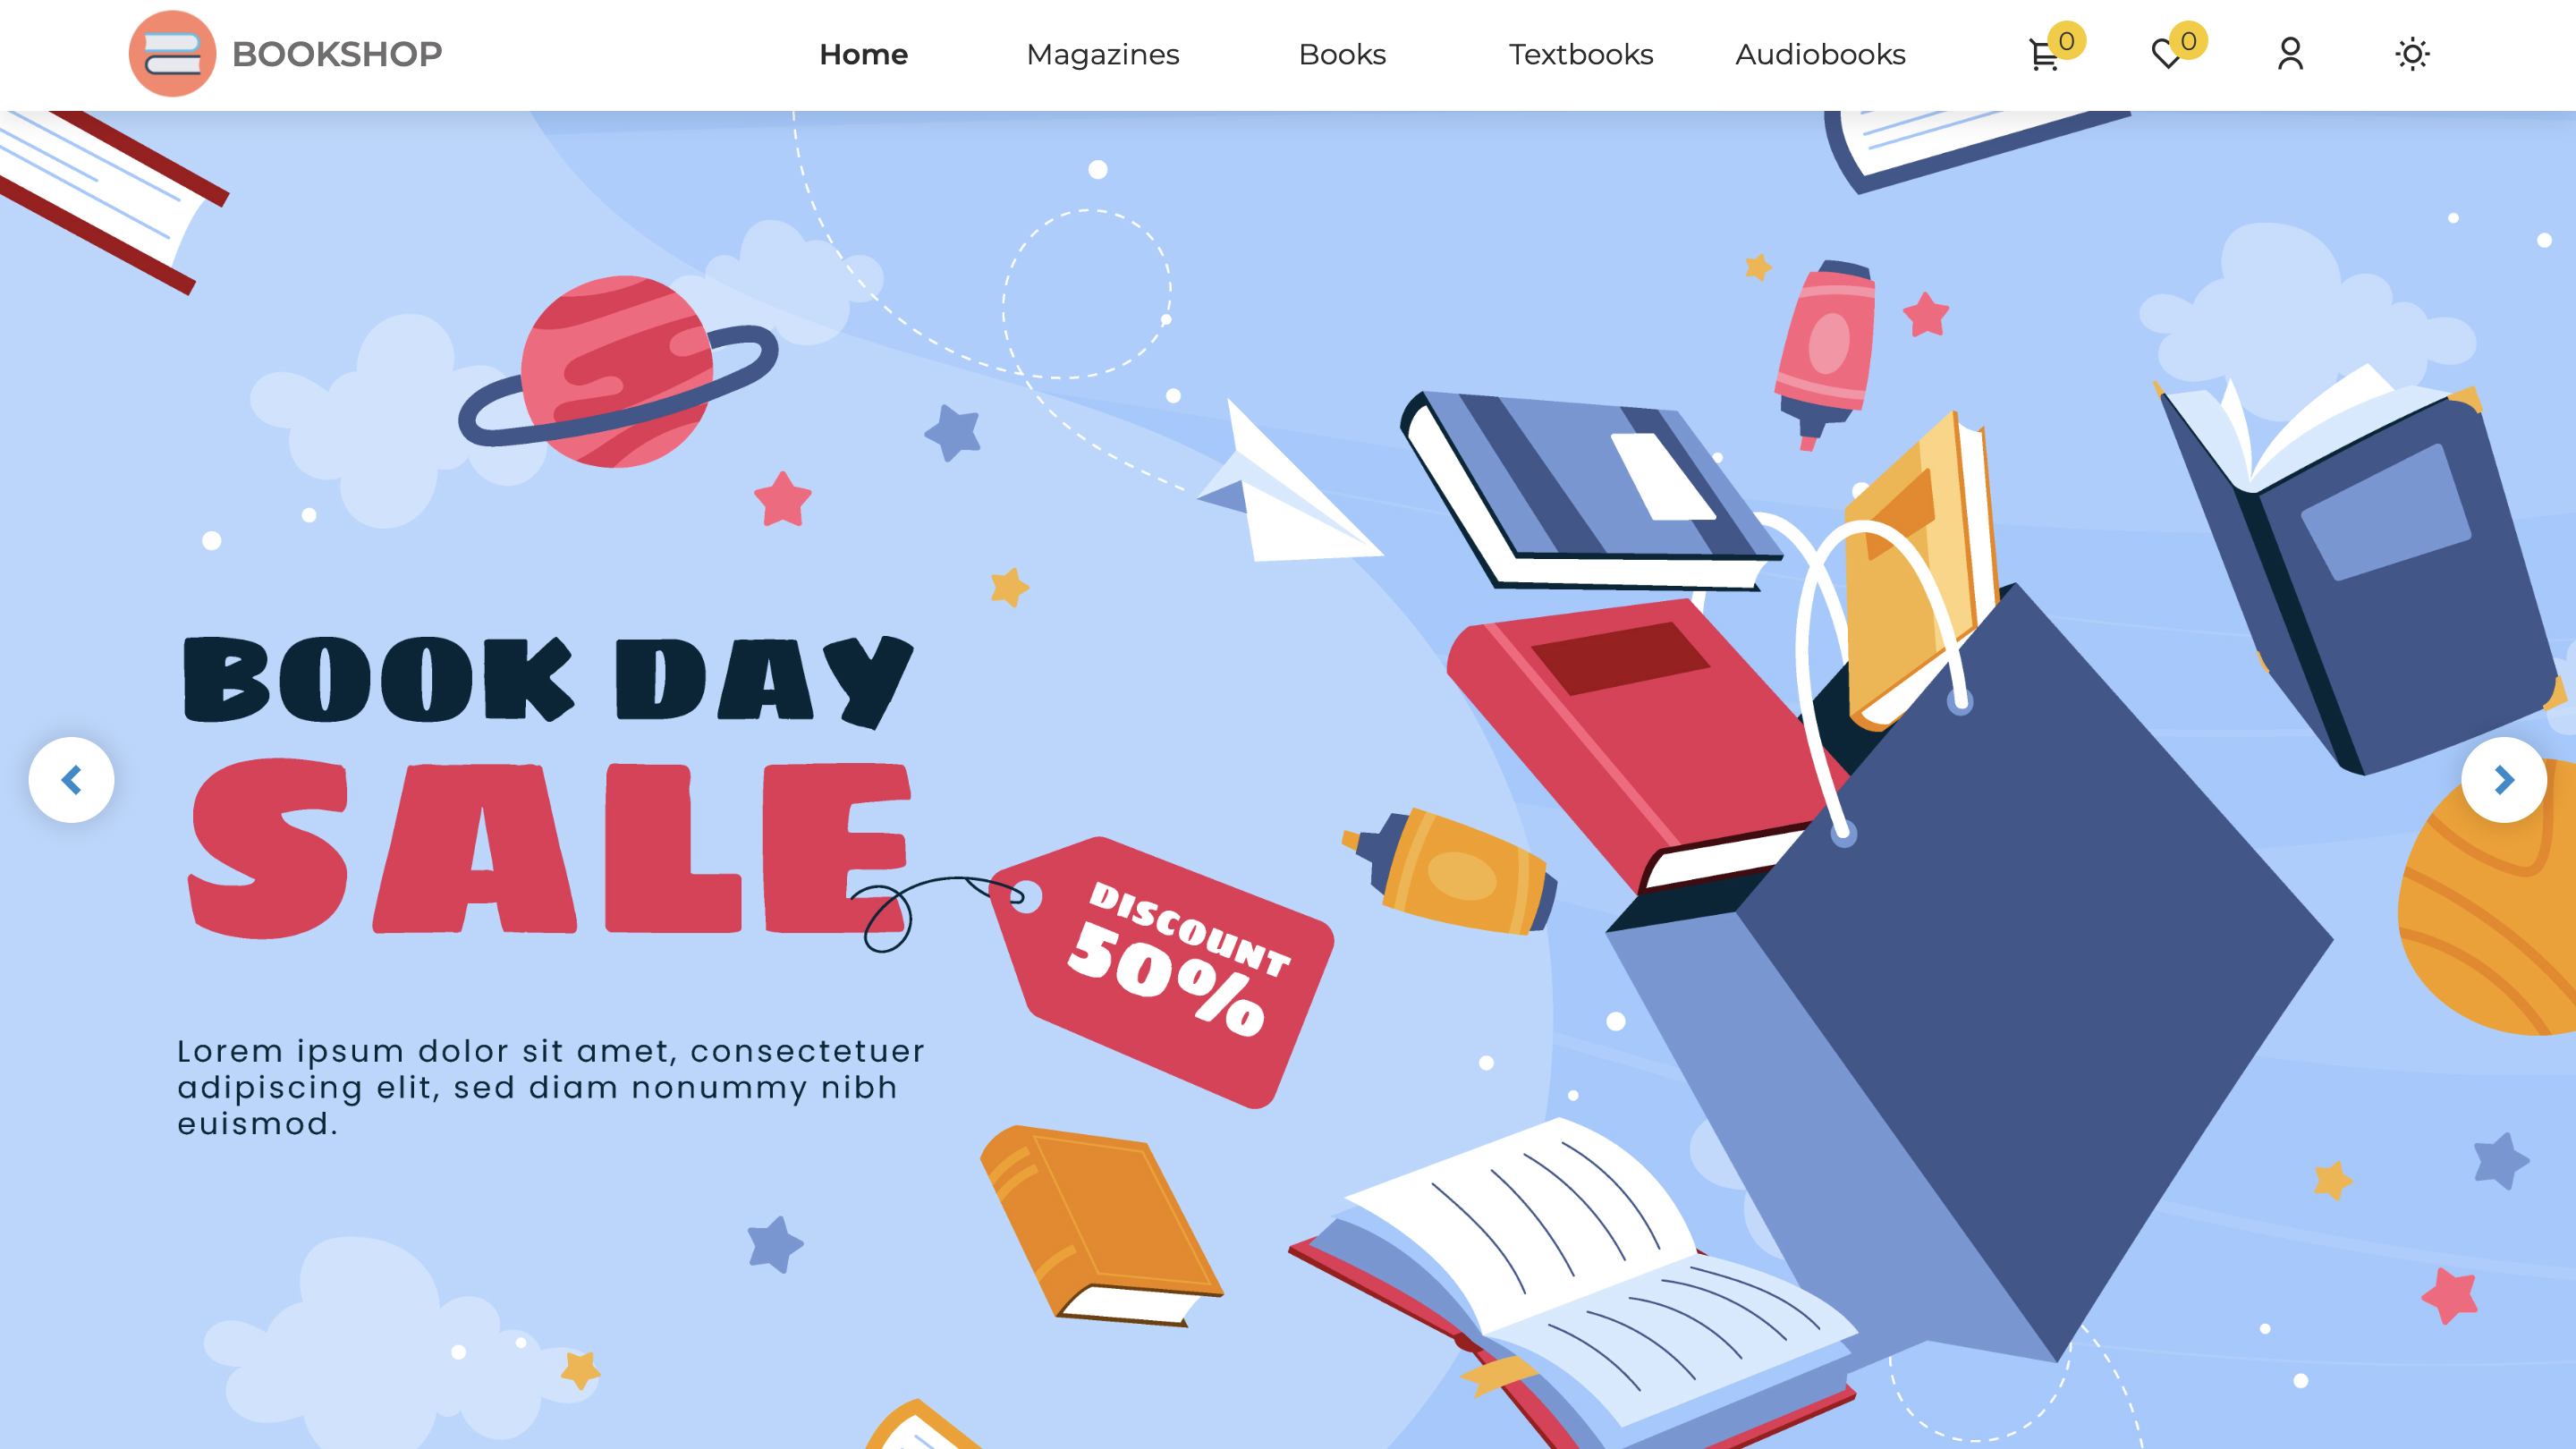 BOOKSHOP
Home Magazines Books Textbooks Audiobooks 0 0
BOOK DAY
SALE
DISCOUNT
50%
Lorem ipsum dolor sit amet, consectetuer
adipiscing elit, sed diam nonummy nibh
euismod.